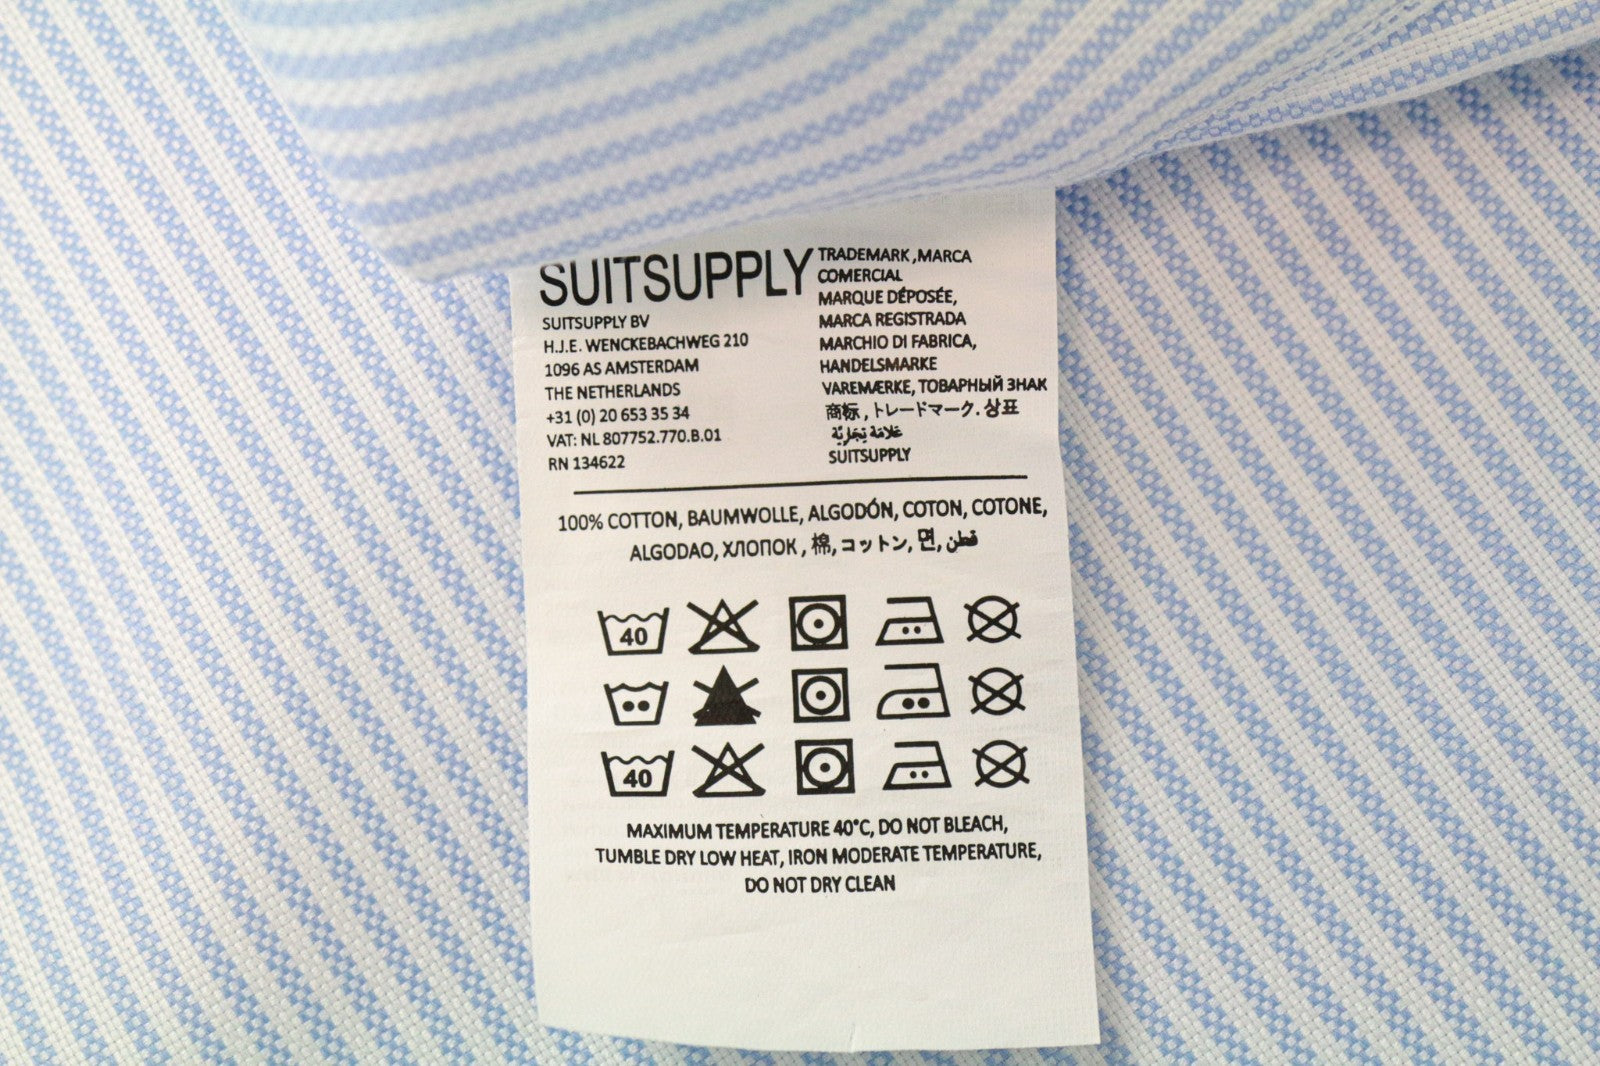 SUITSUPPLY
SUITSUPPLY BV
H.J.E. WENCKEBACHWEG 210
1096 AS AMSTERDAM
THE NETHERLANDS
+31 (0) 20 653 35 34
VAT: NL 807752.770.B.01
RN 134622
TRADEMARK ,MARCA
COMERCIAL
MARQUE DÉPOSÉE,
MARCA REGISTRADA
MARCHIO DI FABRICA,
HANDELSMARKE
VAREMÆRKE, ТОВАРНЫЙ ЗНАК
商标 , トレードマーク. 상표
عَلامَة تِجَارِيَّة
SUITSUPPLY
100% COTTON, BAUMWOLLE, ALGODÓN, COTON, COTONE,
ALGODAO, ХЛОПОК , 棉, コットン, 면, قطن
40
40
MAXIMUM TEMPERATURE 40°C, DO NOT BLEACH,
TUMBLE DRY LOW HEAT, IRON MODERATE TEMPERATURE,
DO NOT DRY CLEAN